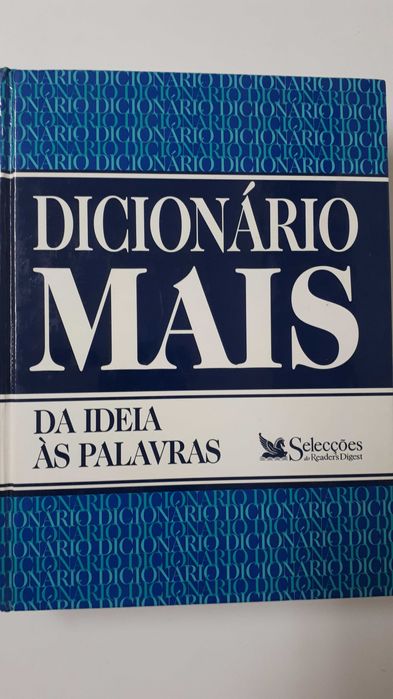 DICIONÁRIO
MAIS
DA IDEIA
ÀS PALAVRAS
Selecções
do Reader's Digest